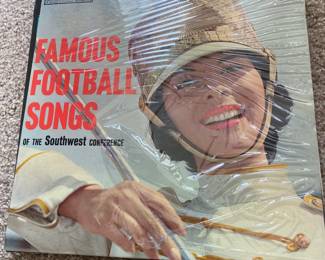 FAMOUS
FOOTBALL
SONGS
OF THE Southwest CONFERENCE